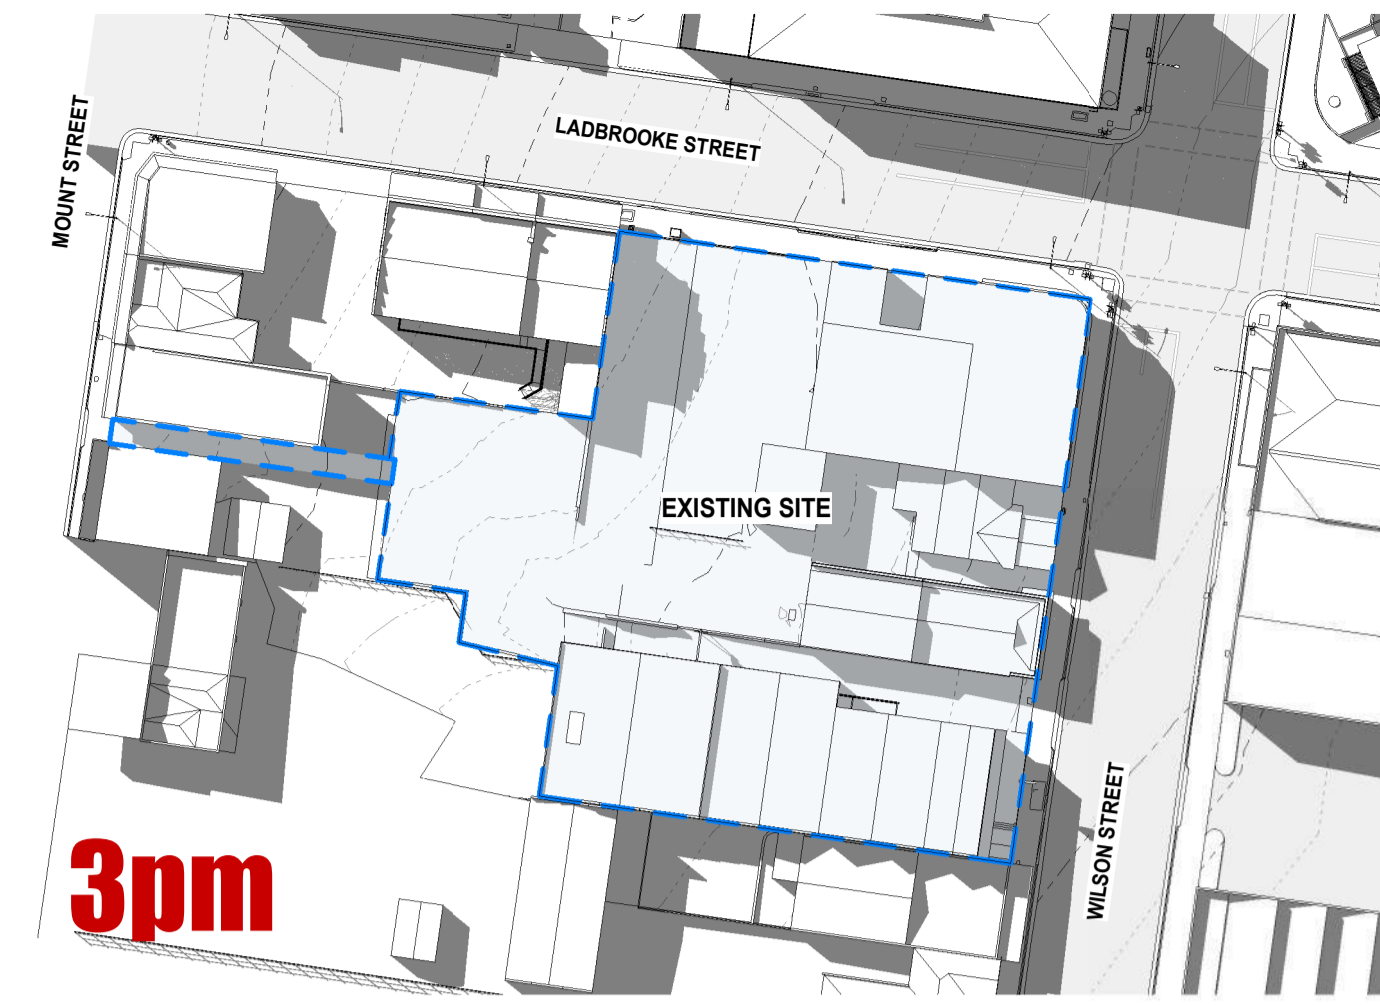 LADBROOKE STREET
MOUNT STREET
EXISTING SITE
WILSON STREET
3pm